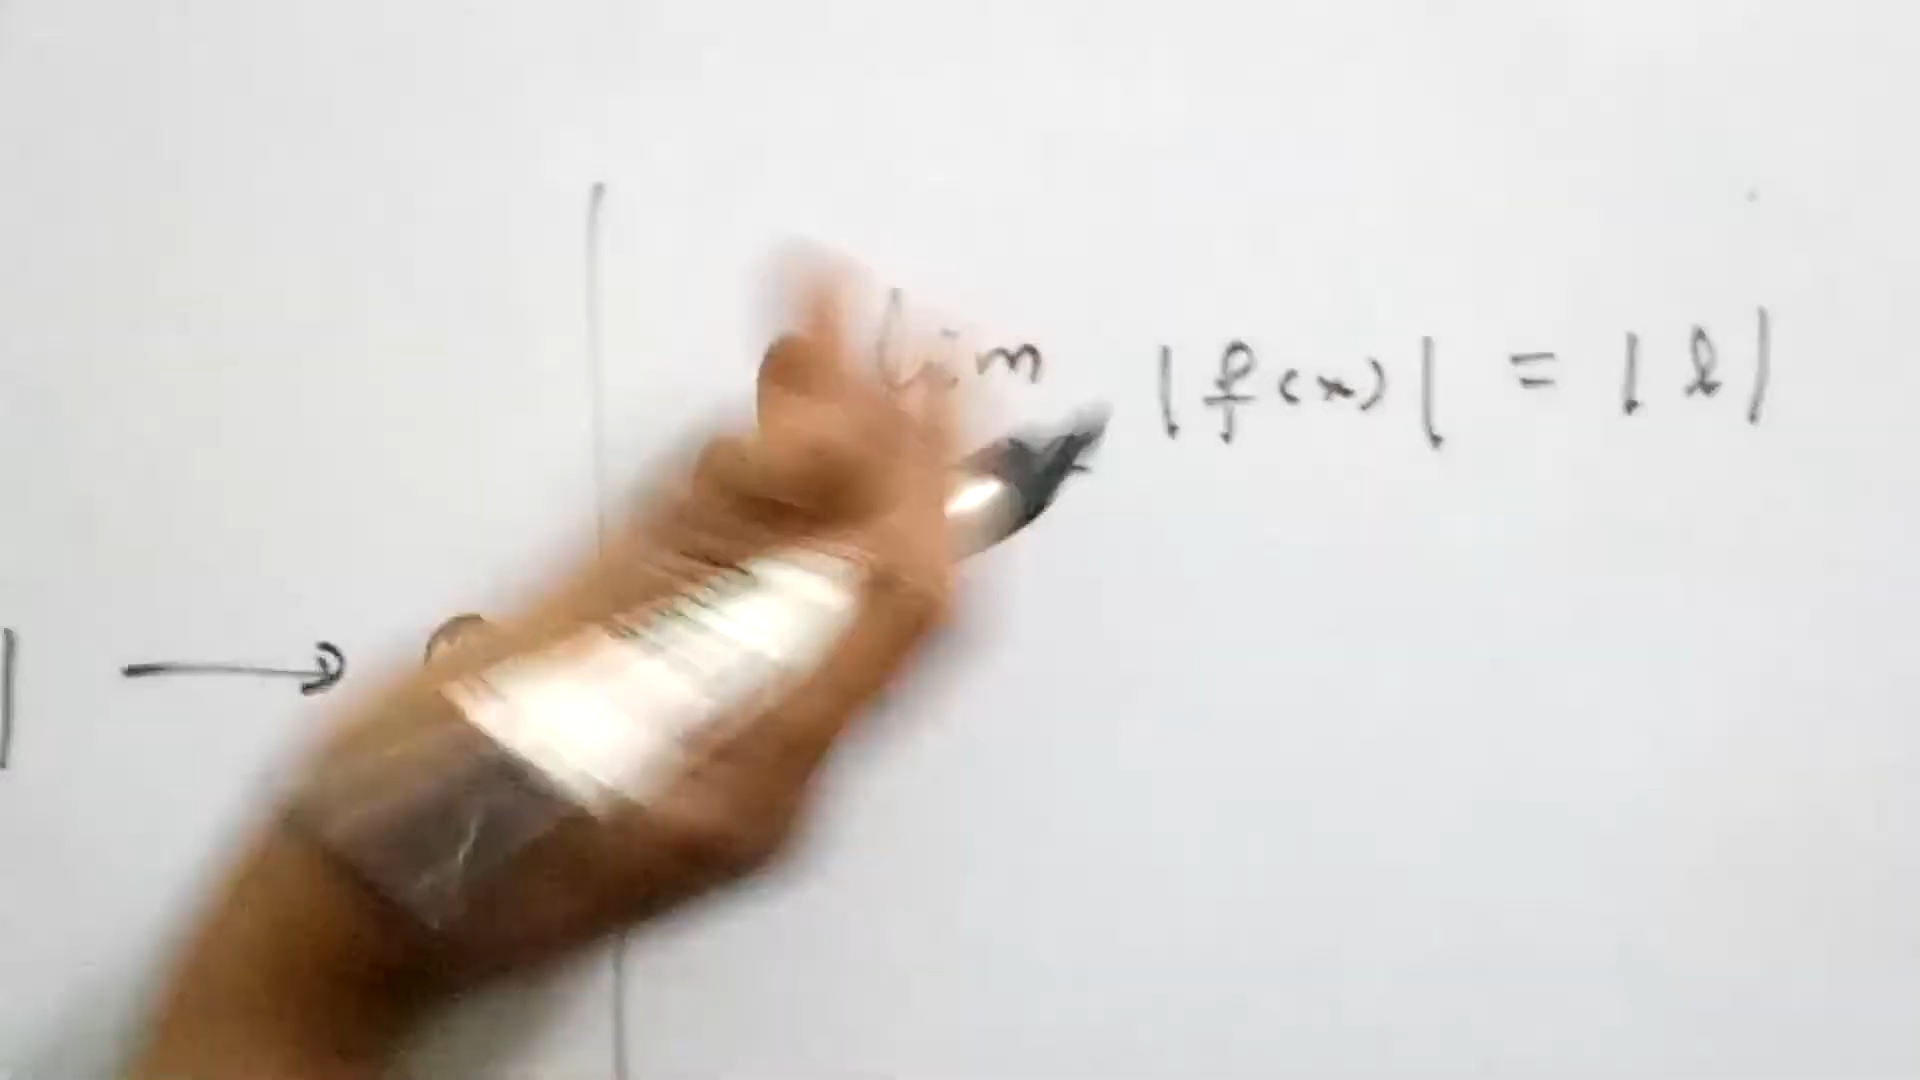 lim |f(x)| = |l|
| →